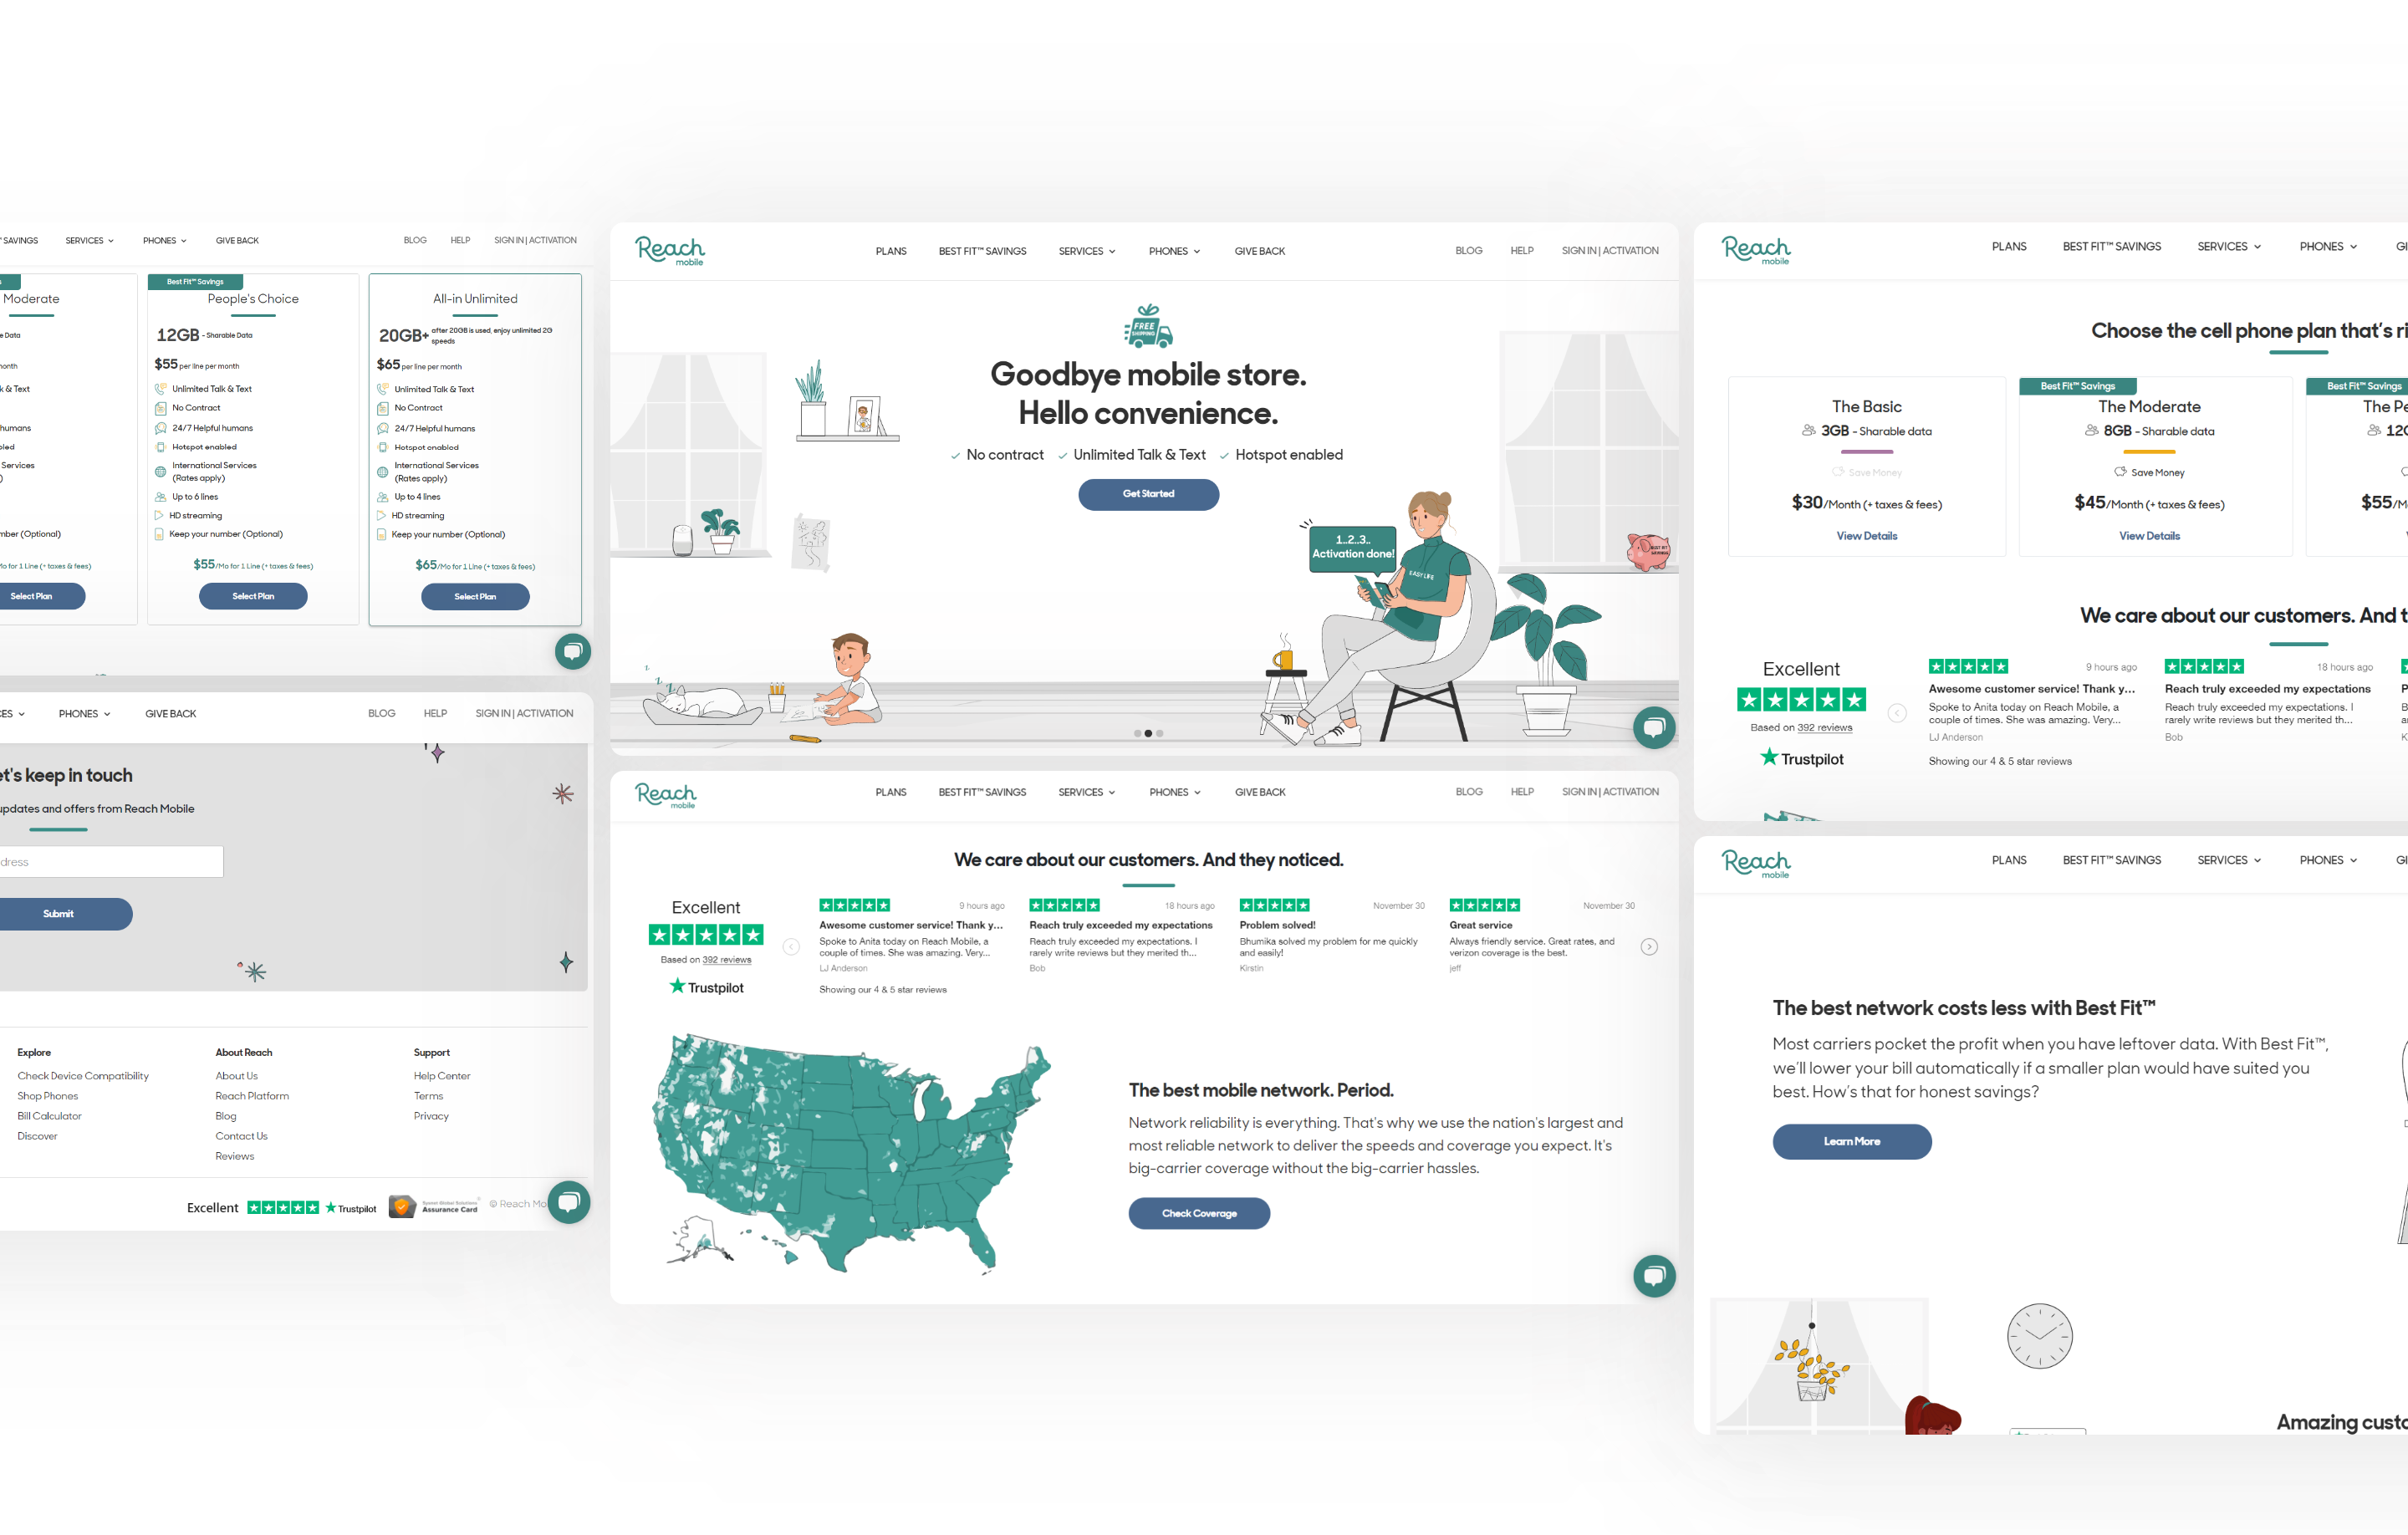 SAVINGS
SERVICES
PHONES
GIVE BACK
BLOG
HELP
SIGN IN | ACTIVATION
Moderate
Data
& Text
humans
Services
(Optional)
/Mo for 1 Line (+ taxes & fees)
Select Plan
Best Fit™ Savings
People's Choice
12GB - Sharable Data
$55 per line per month
Unlimited Talk & Text
No Contract
24/7 Helpful humans
Hotspot enabled
International Services
(Rates apply)
Up to 6 lines
HD streaming
Keep your number (Optional)
$55/Mo for 1 Line (+ taxes & fees)
Select Plan
All-in Unlimited
20GB+ after 20GB is used, enjoy unlimited 2G
speeds
$65 per line per month
Unlimited Talk & Text
No Contract
24/7 Helpful humans
Hotspot enabled
International Services
(Rates apply)
Up to 4 lines
HD streaming
Keep your number (Optional)
$65/Mo for 1 Line (+ taxes & fees)
Select Plan
PHONES
GIVE BACK
BLOG
HELP
SIGN IN | ACTIVATION
keep in touch
updates and offers from Reach Mobile
Submit
Explore
Check Device Compatibility
Shop Phones
Bill Calculator
Discover
About Reach
About Us
Reach Platform
Blog
Contact Us
Reviews
Support
Help Center
Terms
Privacy
Excellent
Trustpilot
Assurance Card
© Reach
Reach
mobile
PLANS
BEST FIT™ SAVINGS
SERVICES
PHONES
GIVE BACK
BLOG
HELP
SIGN IN | ACTIVATION
FREE
SHIPPING
Goodbye mobile store.
Hello convenience.
No contract
Unlimited Talk & Text
Hotspot enabled
Get Started
1..2..3..
Activation done!
EASY LIFE
BEST FIT
SAVINGS
z
z
z
Reach
mobile
PLANS
BEST FIT™ SAVINGS
SERVICES
PHONES
GIVE BACK
BLOG
HELP
SIGN IN | ACTIVATION
We care about our customers. And they noticed.
Excellent
Based on 392 reviews
Trustpilot
9 hours ago
Awesome customer service! Thank y...
Spoke to Anita today on Reach Mobile, a
couple of times. She was amazing. Very...
LJ Anderson
Showing our 4 & 5 star reviews
18 hours ago
Reach truly exceeded my expectations
Reach truly exceeded my expectations. I
rarely write reviews but they merited th...
Bob
November 30
Problem solved!
Bhumika solved my problem for me quickly
and easily!
Kirstin
November 30
Great service
Always friendly service. Great rates, and
verizon coverage is the best.
jeff
The best mobile network. Period.
Network reliability is everything. That's why we use the nation's largest and
most reliable network to deliver the speeds and coverage you expect. It's
big-carrier coverage without the big-carrier hassles.
Check Coverage
Reach
mobile
PLANS
BEST FIT™ SAVINGS
SERVICES
PHONES
Choose the cell phone plan that's
The Basic
3GB - Sharable data
Save Money
$30/Month (+ taxes & fees)
View Details
Best Fit™ Savings
The Moderate
8GB - Sharable data
Save Money
$45/Month (+ taxes & fees)
View Details
Best Fit™ Savings
The
$55
We care about our customers. And
Excellent
Based on 392 reviews
Trustpilot
9 hours ago
Awesome customer service! Thank y...
Spoke to Anita today on Reach Mobile, a
couple of times. She was amazing. Very...
LJ Anderson
Showing our 4 & 5 star reviews
18 hours ago
Reach truly exceeded my expectations
Reach truly exceeded my expectations. I
rarely write reviews but they merited th...
Bob
Reach
mobile
PLANS
BEST FIT™ SAVINGS
SERVICES
PHONES
The best network costs less with Best Fit™
Most carriers pocket the profit when you have leftover data. With Best Fit™,
we'll lower your bill automatically if a smaller plan would have suited you
best. How's that for honest savings?
Learn More
Amazing